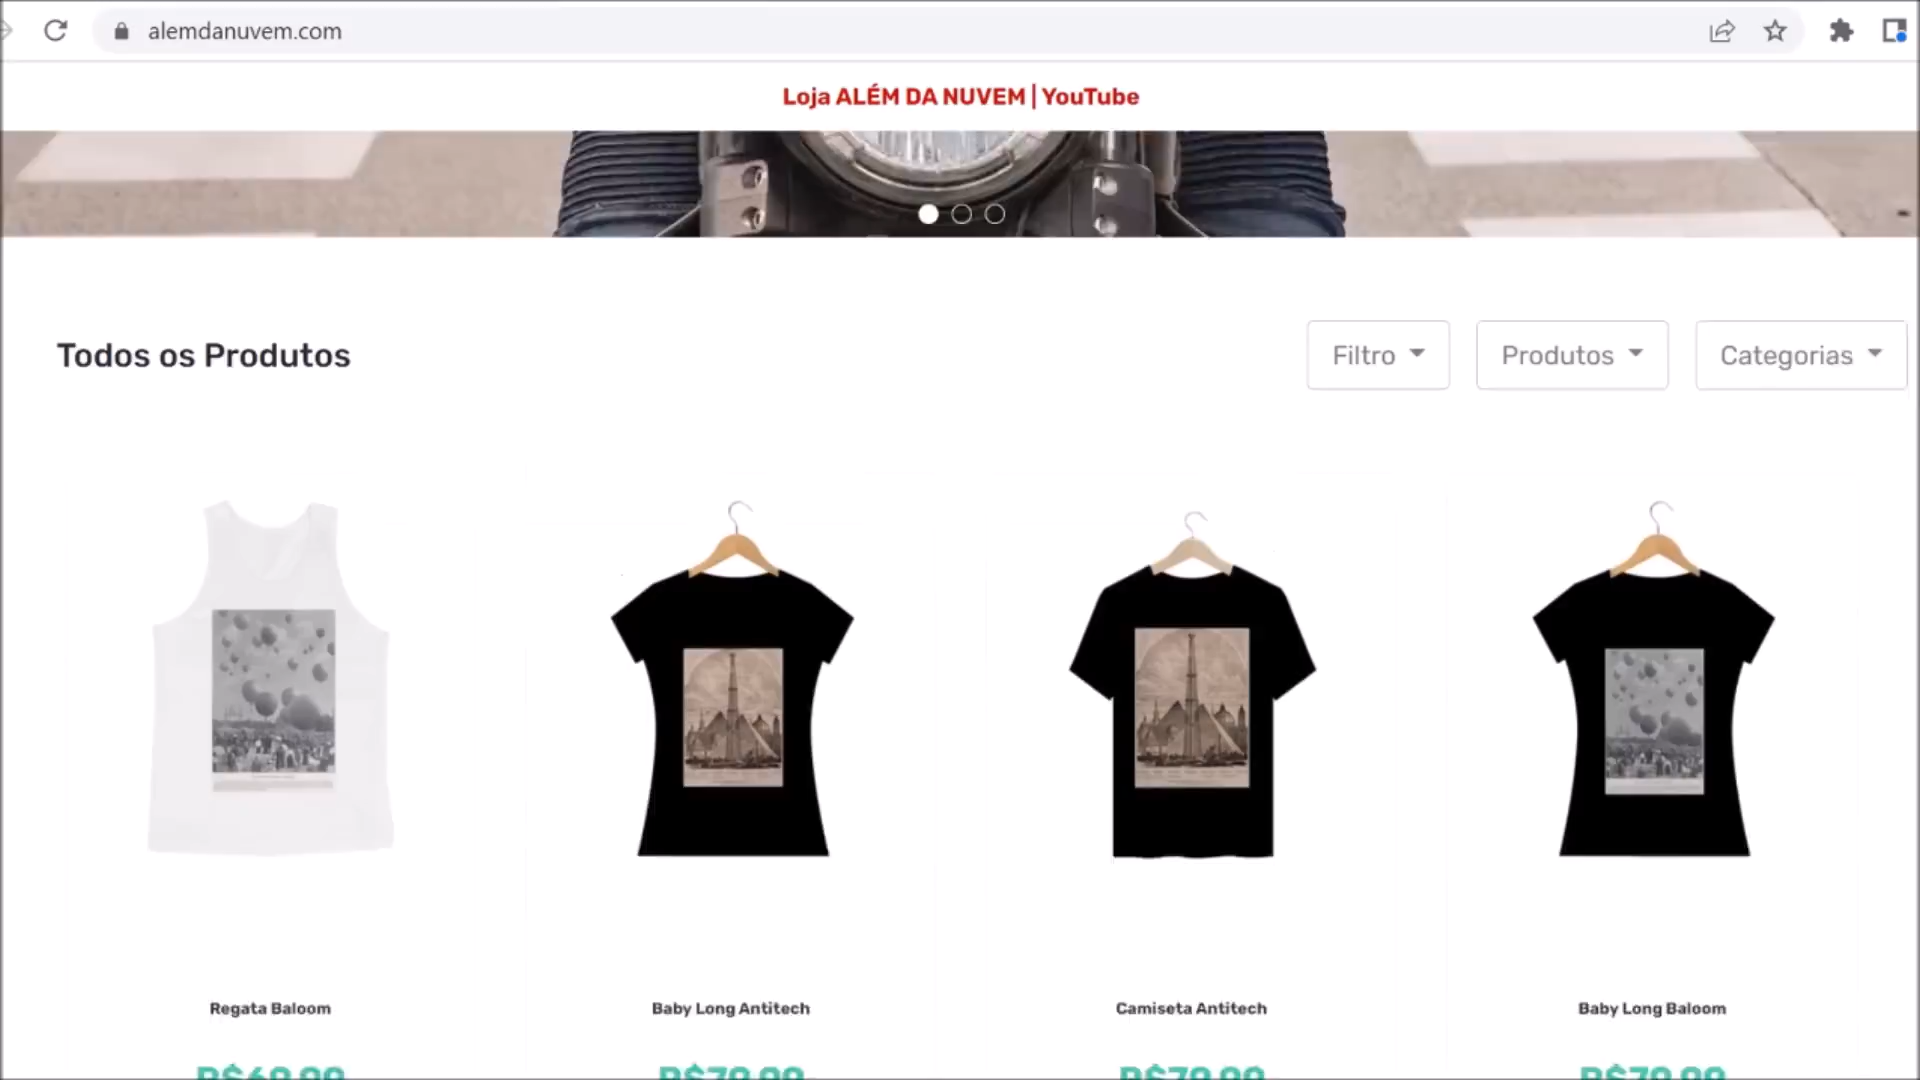 alemdanuvem.com
Loja ALÉM DA NUVEM | YouTube
Todos os Produtos
Filtro
Produtos
Categorias
Regata Baloom
Baby Long Antitech
Camiseta Antitech
Baby Long Baloom